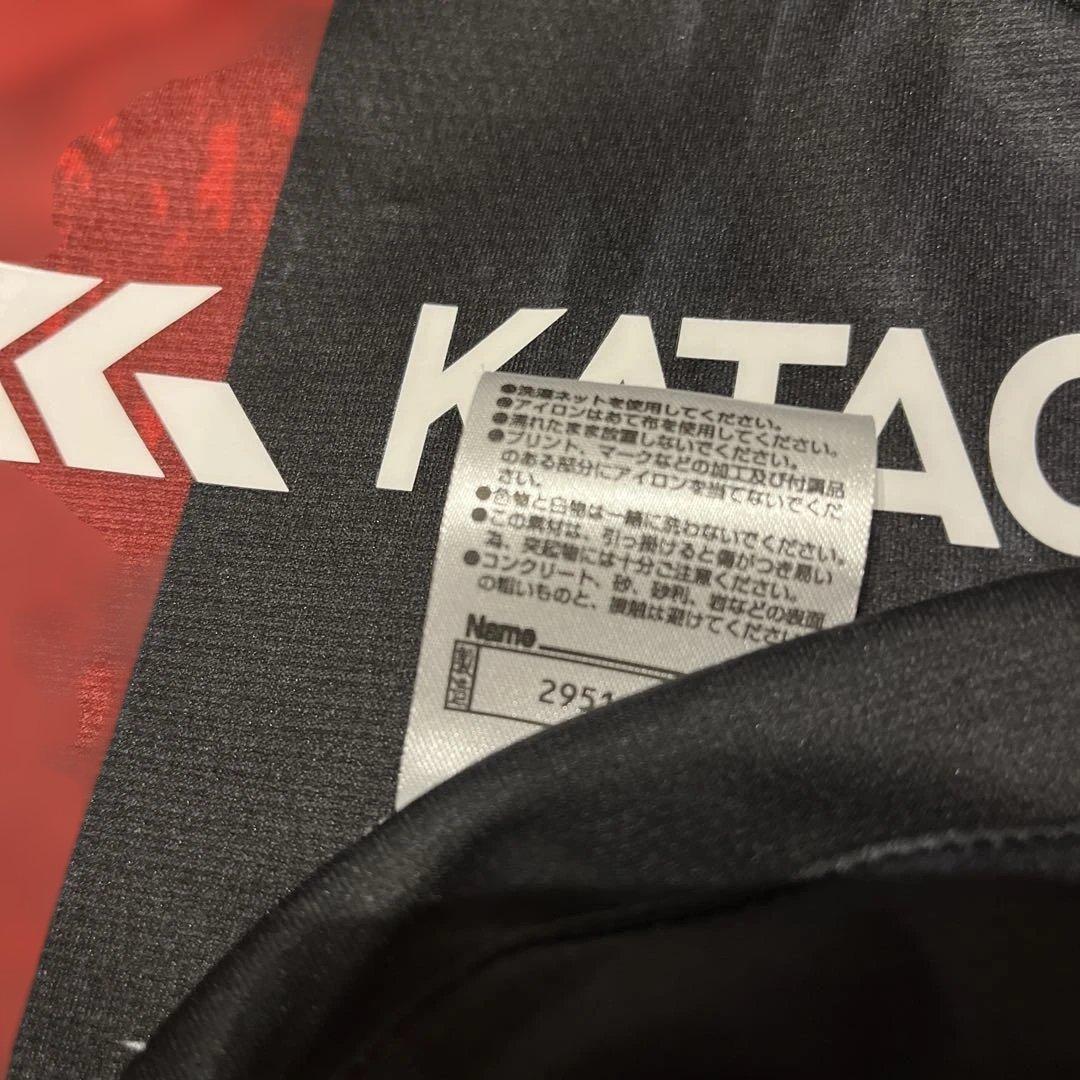 KATAC
●洗濯ネットを使用してください。
●アイロンはあて布を使用してください。
●濡れたまま放置しないでください。
●プリント、マークなどの加工及び付属品
のある部分にアイロンを当てないでくだ
さい。
●色物と白物は一緒に洗わないでください。
●この素材は、引っ掛けると傷がつき易い
為、突起物には十分ご注意ください。
●コンクリート、砂、砂利、岩などの表面
の粗いものと、接触は避けてください
Name
2951